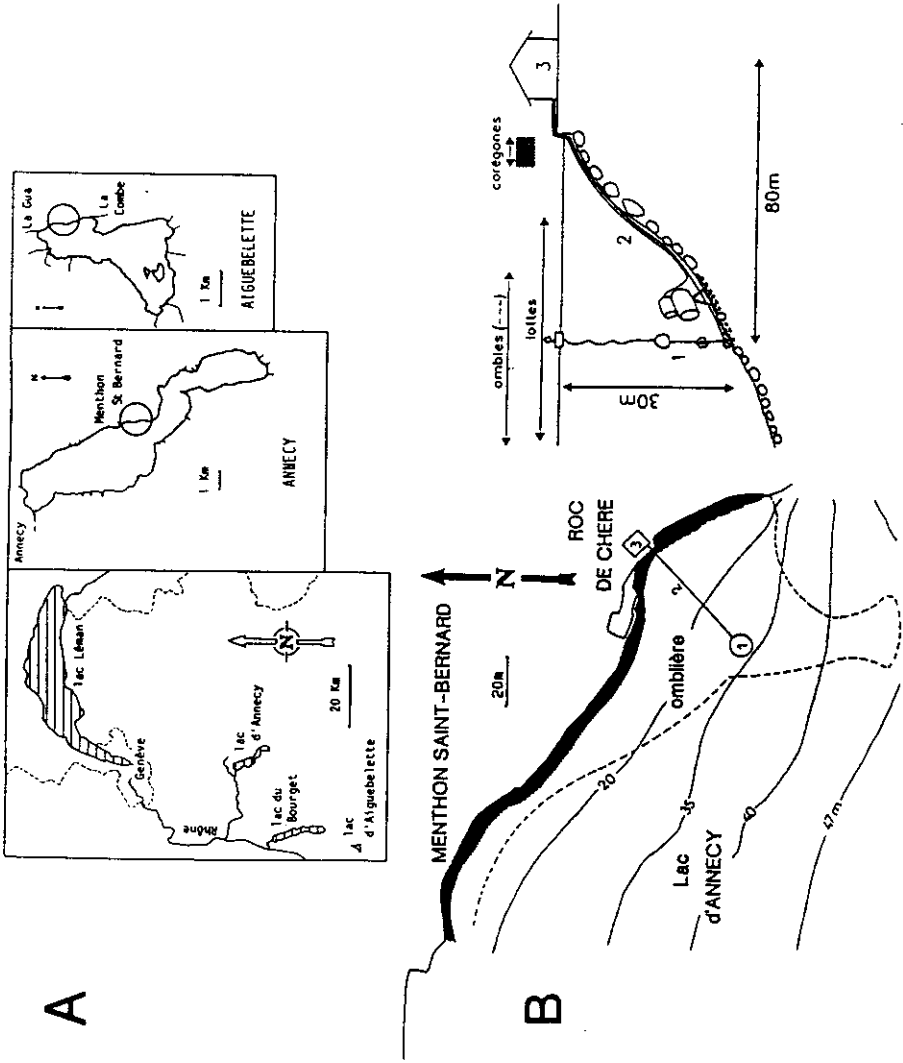 A
Genève
lac Léman
Rhône
lac
d'Annecy
lac du
Bourget
lac
d'Aiguebelette
N
20 Km
Annecy
N
Menthon
St Bernard
1 Km
ANNECY
La Gua
La
Combe
1 Km
AIGUEBELETTE
B
MENTHON SAINT-BERNARD
N
20m
ROC
DE CHERE
3
2
1
omblière
20
35
40
47m
Lac
d'ANNECY
corégones
ombles (---)
lottes
3
2
1
30m
80m